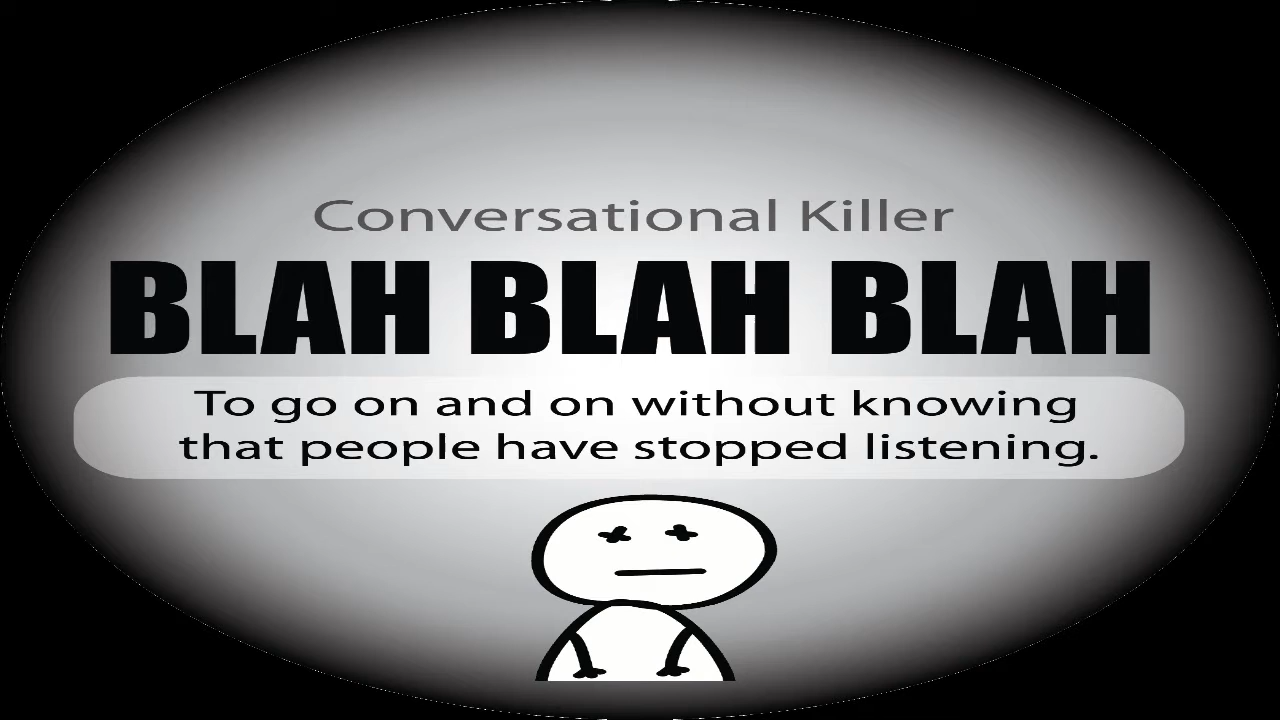 Conversational Killer
BLAH BLAH BLAH
To go on and on without knowing
that people have stopped listening.